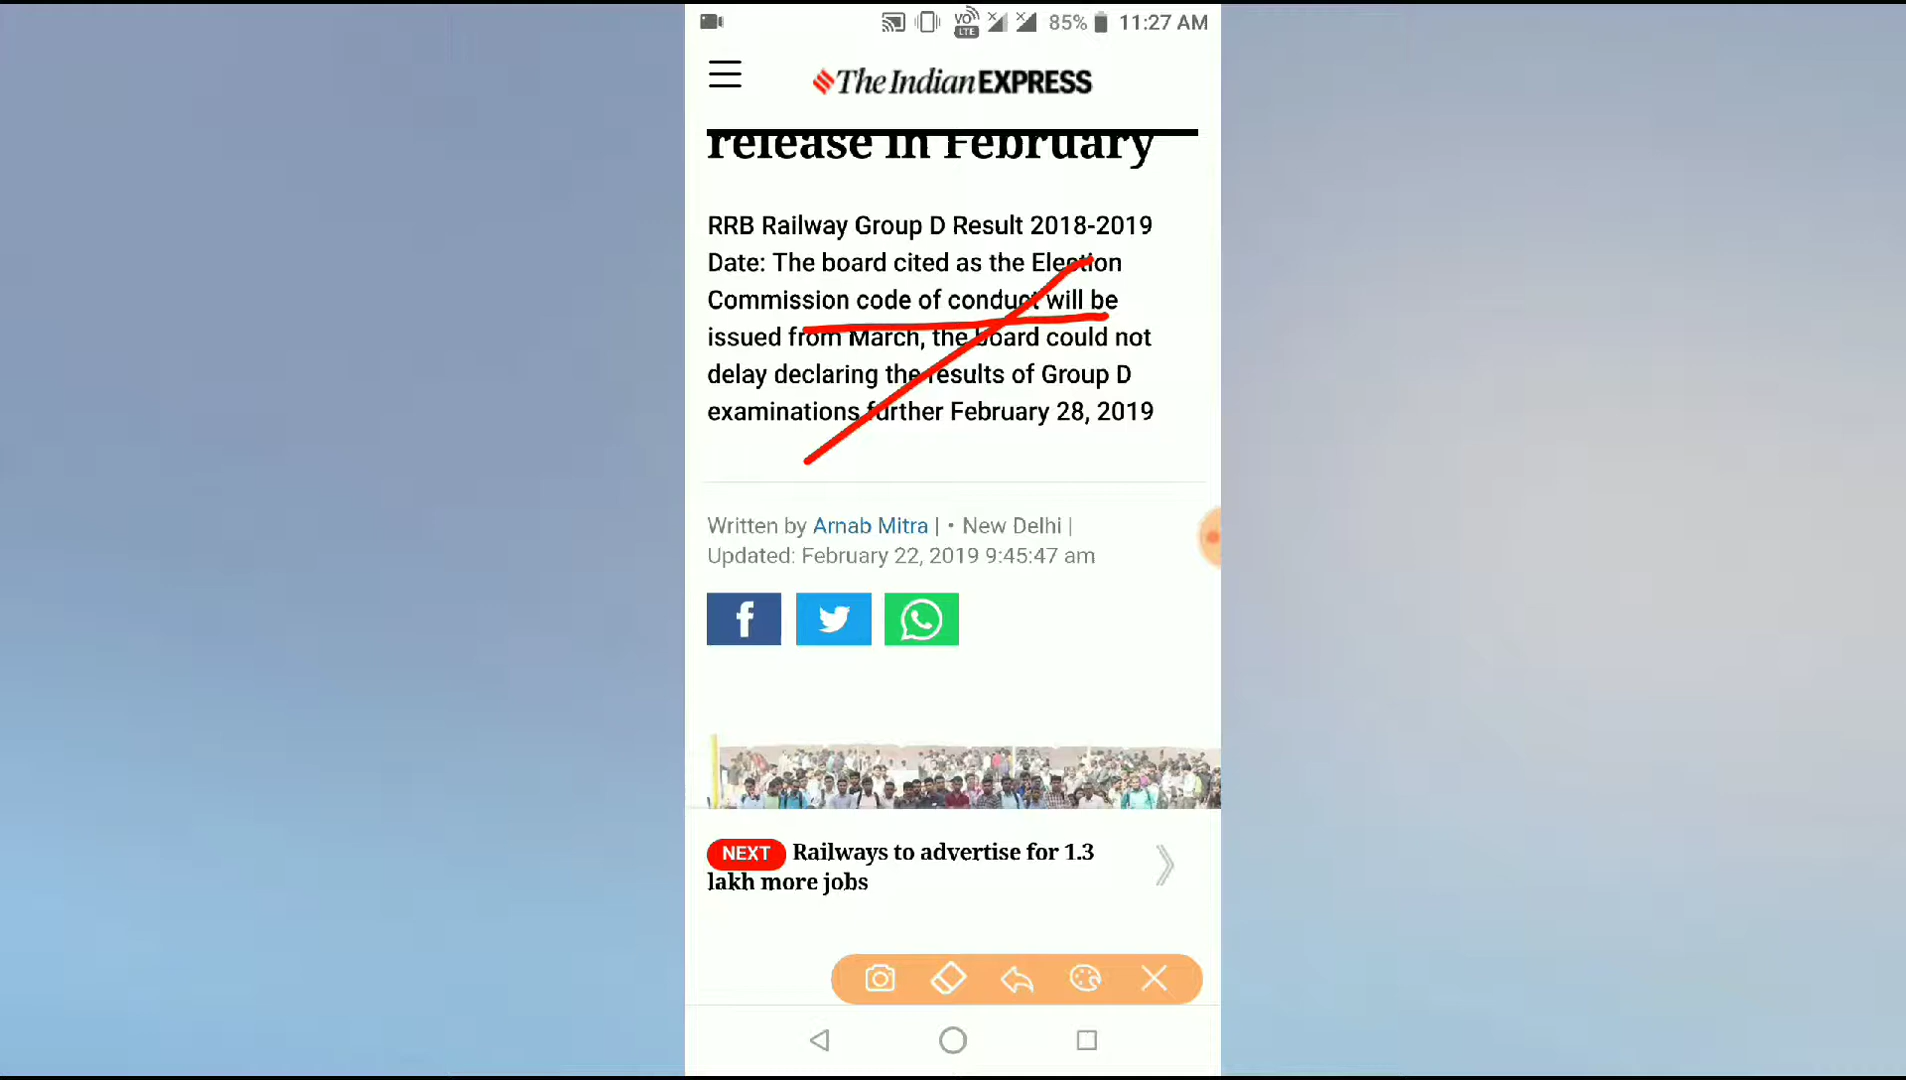 VO
LTE
85%
11:27 AM
The Indian EXPRESS
release in February
RRB Railway Group D Result 2018-2019
Date: The board cited as the Election
Commission code of conduct will be
issued from March, the board could not
delay declaring the results of Group D
examinations further February 28, 2019
Written by Arnab Mitra | • New Delhi |
Updated: February 22, 2019 9:45:47 am
NEXT Railways to advertise for 1.3
lakh more jobs